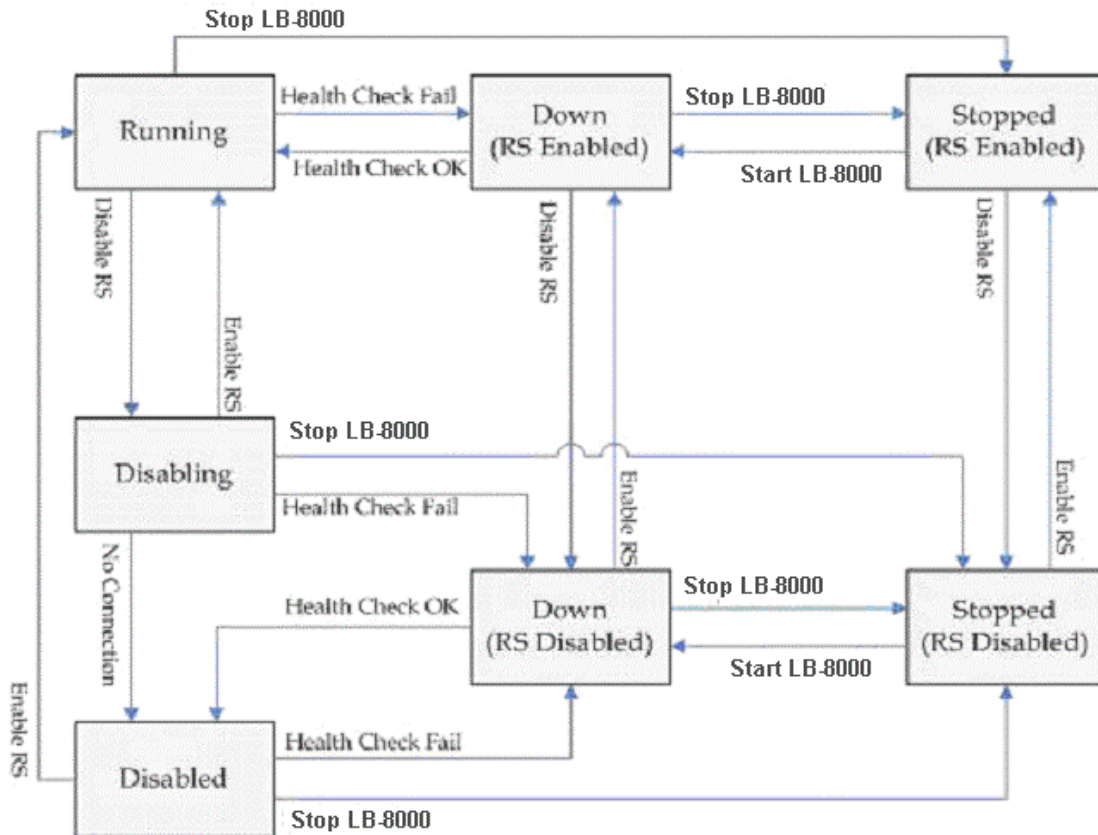 Stop LB-8000
Running
Health Check Fail
Health Check OK
Down
(RS Enabled)
Stop LB-8000
Start LB-8000
Stopped
(RS Enabled)
Disable RS
Enable RS
Disable RS
Enable RS
Disable RS
Enable RS
Disabling
Stop LB-8000
Health Check Fail
No Connection
Health Check OK
Down
(RS Disabled)
Stop LB-8000
Start LB-8000
Stopped
(RS Disabled)
Enable RS
Disabled
Health Check Fail
Stop LB-8000